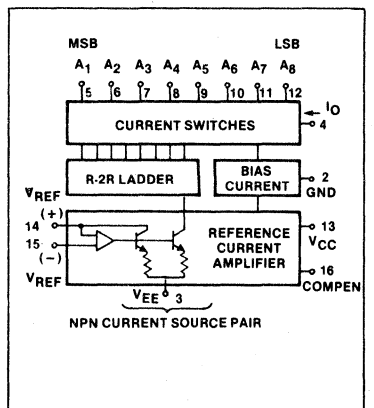 MSB LSB
A1 A2 A3 A4 A5 A6 A7 A8
5 6 7 8 9 10 11 12
IO
4
CURRENT SWITCHES
R-2R LADDER
BIAS
CURRENT
2
GND
VREF
(+)
14
15
(-)
VREF
REFERENCE
CURRENT
AMPLIFIER
13
VCC
16
COMPEN
VEE 3
NPN CURRENT SOURCE PAIR